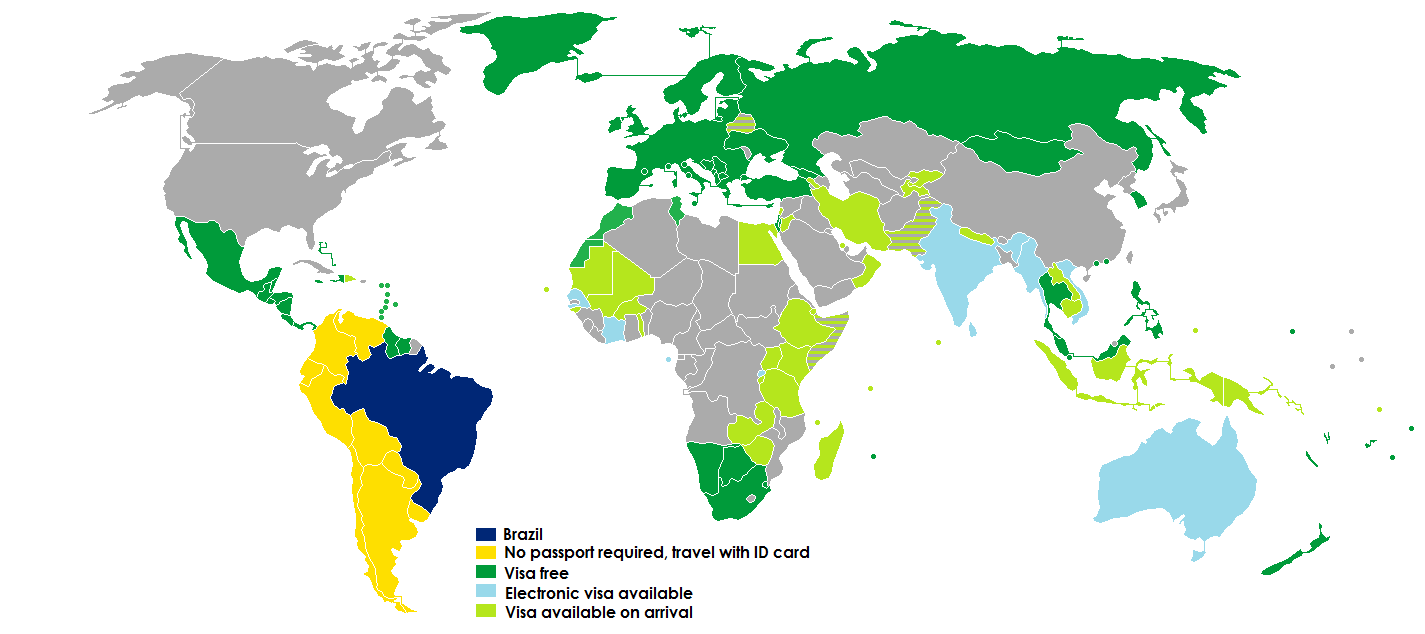 Brazil
No passport required, travel with ID card
Visa free
Electronic visa available
Visa available on arrival